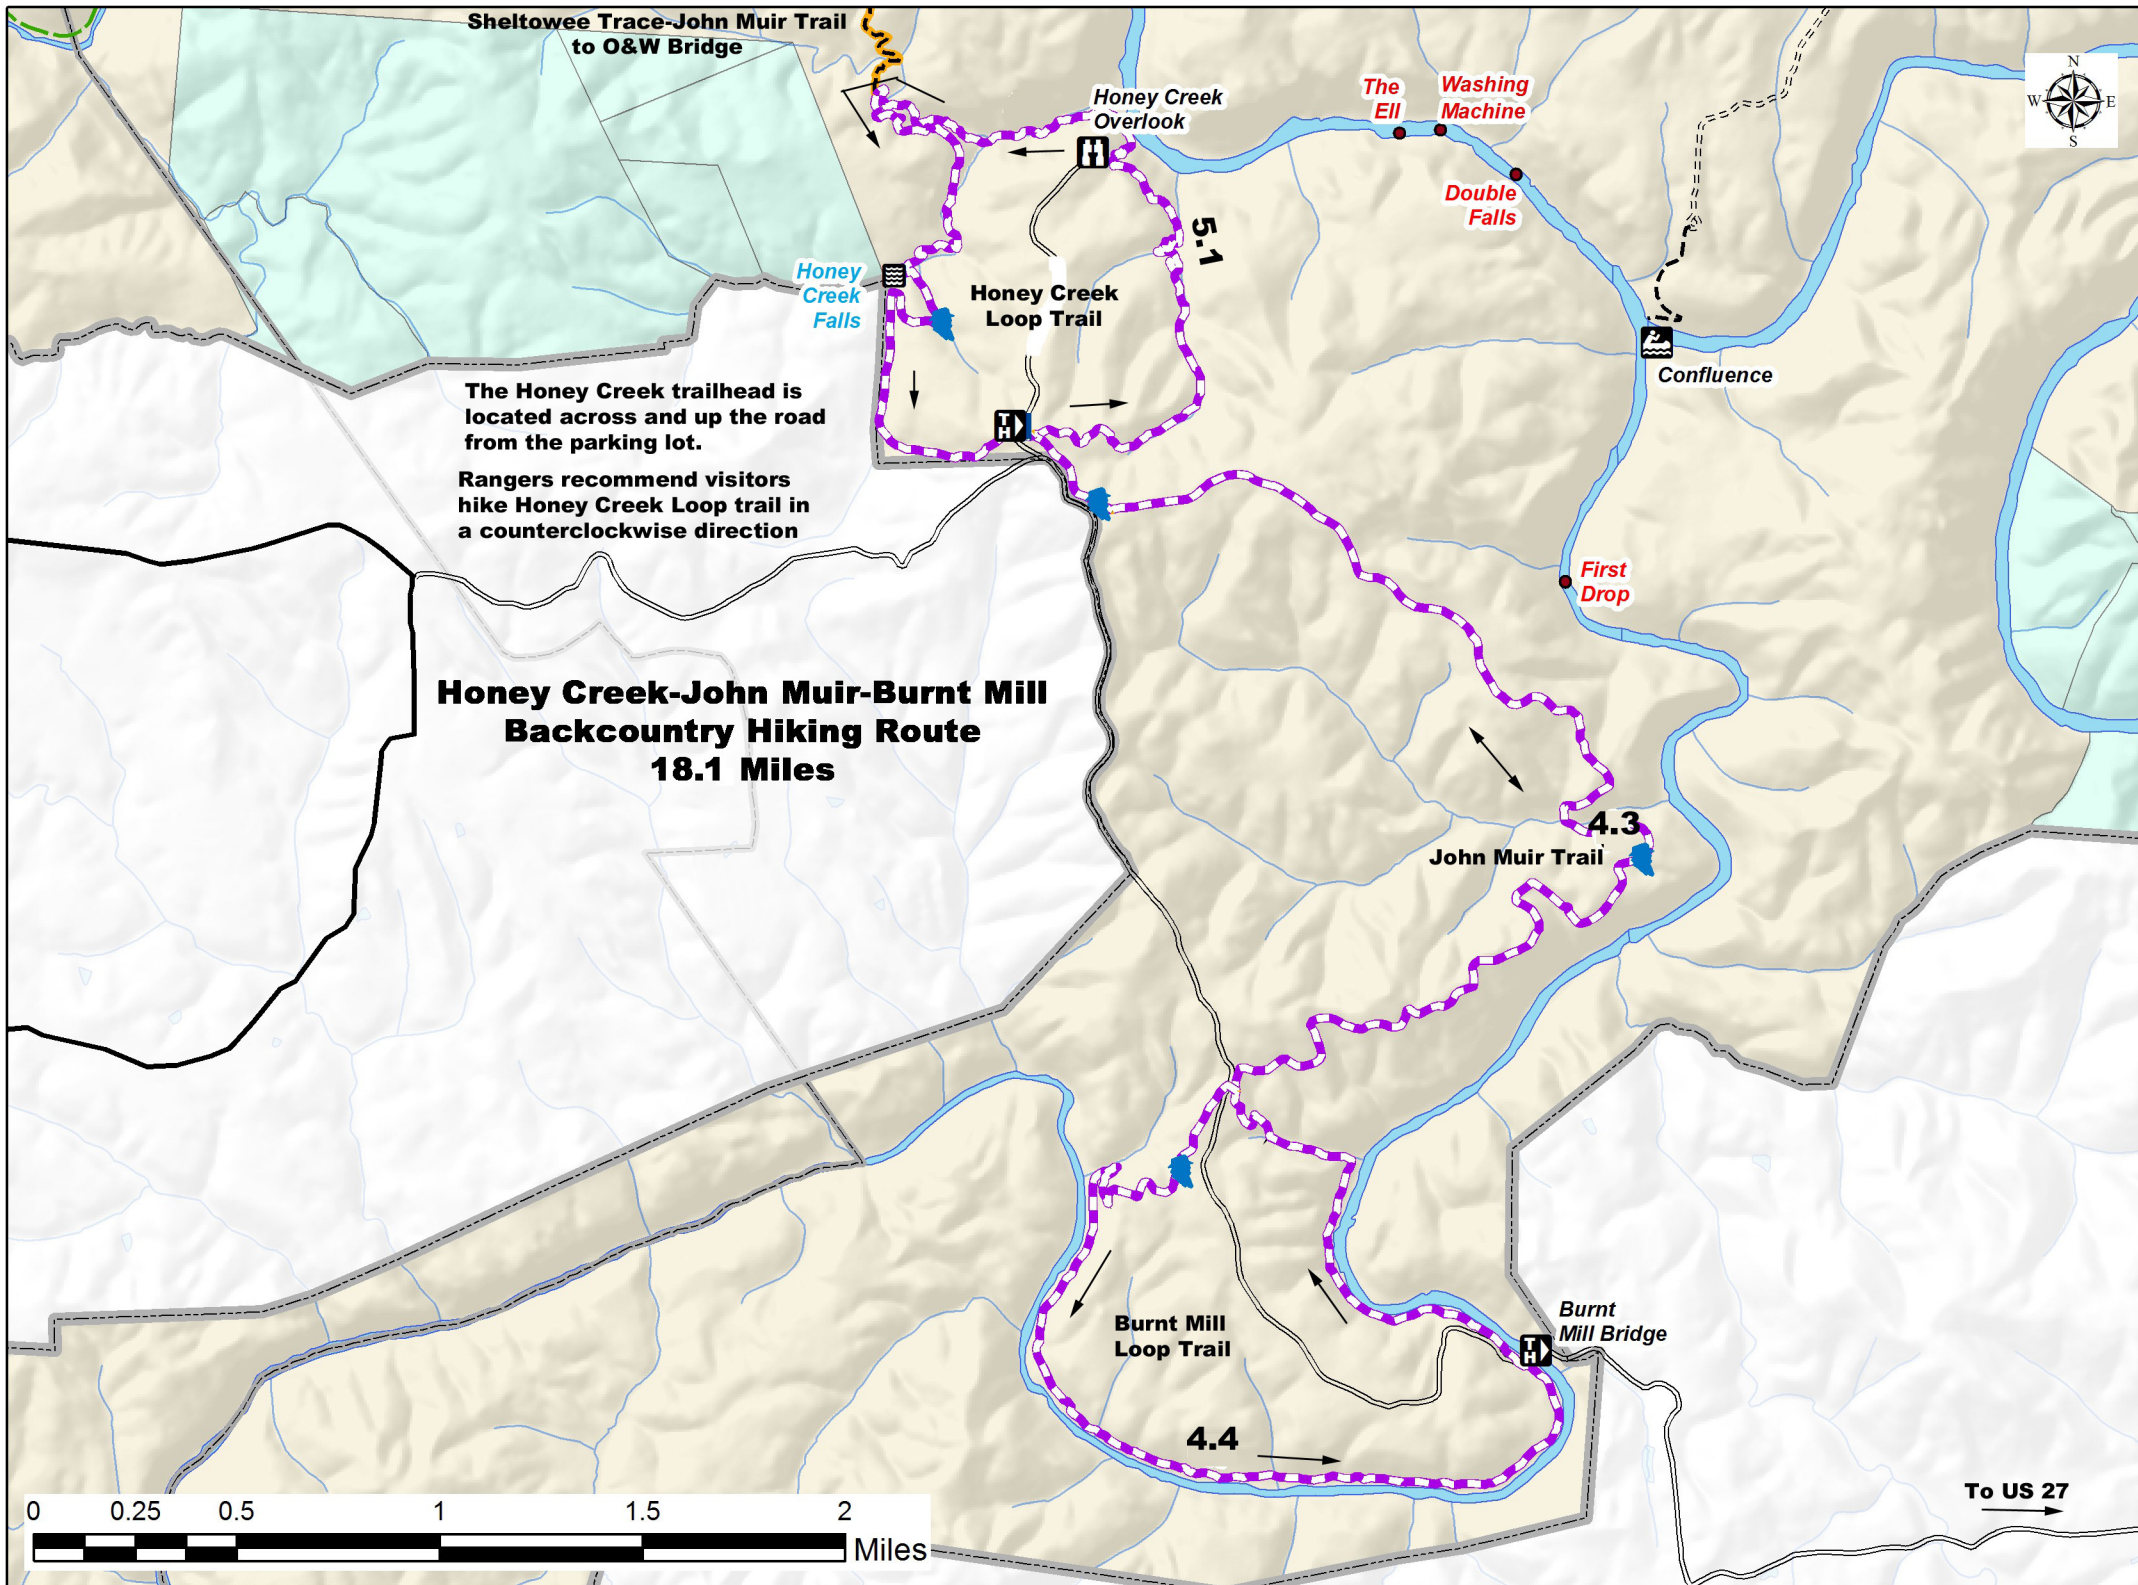 Sheltowee Trace-John Muir Trail
to O&W Bridge
Honey Creek
Overlook
The
Ell
Washing
Machine
Double
Falls
N
W
E
S
5.1
Honey
Creek
Falls
Honey Creek
Loop Trail
Confluence
The Honey Creek trailhead is
located across and up the road
from the parking lot.
TH
Rangers recommend visitors
hike Honey Creek Loop trail in
a counterclockwise direction
First
Drop
Honey Creek-John Muir-Burnt Mill
Backcountry Hiking Route
18.1 Miles
4.3
John Muir Trail
Burnt Mill
Loop Trail
Burnt
Mill Bridge
TH
4.4
To US 27
0 0.25 0.5 1 1.5 2
Miles